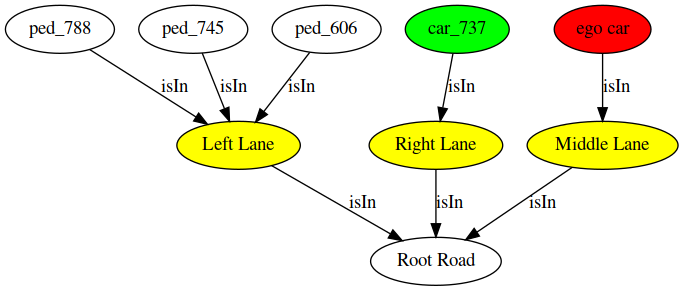 ped_788
ped_745
ped_606
car_737
ego car
isIn
isIn
isIn
isIn
isIn
Left Lane
Right Lane
Middle Lane
isIn
isIn
isIn
Root Road